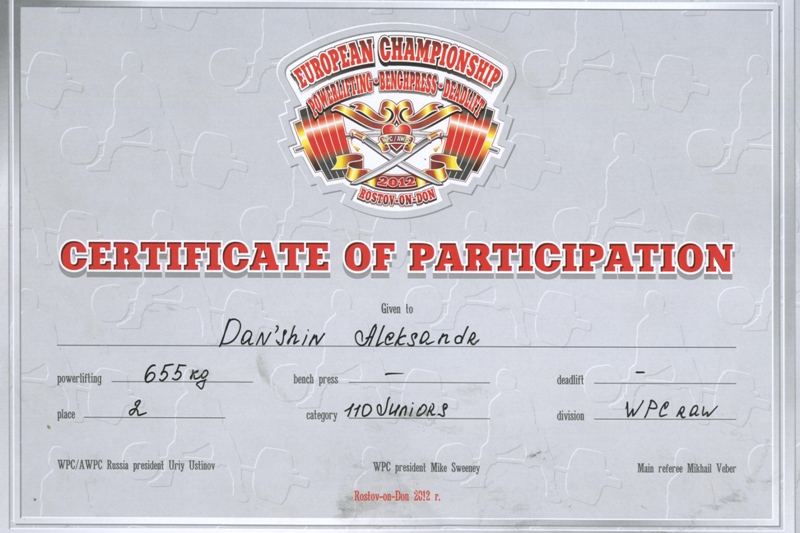 EUROPEAN CHAMPIONSHIP
POWERLIFTING-BENCHPRESS-DEADLIFT
2012
ROSTOV-ON-DON
CERTIFICATE OF PARTICIPATION
Given to
Dan'shin Aleksandr
powerlifting 655 kg bench press — deadlift -
place 2 category 110 Juniors division WPC RAW
WPC/AWPC Russia president Uriy Ustinov WPC president Mike Sweeney Main referee Mikhail Veber
Rostov-on-Don 2012 г.